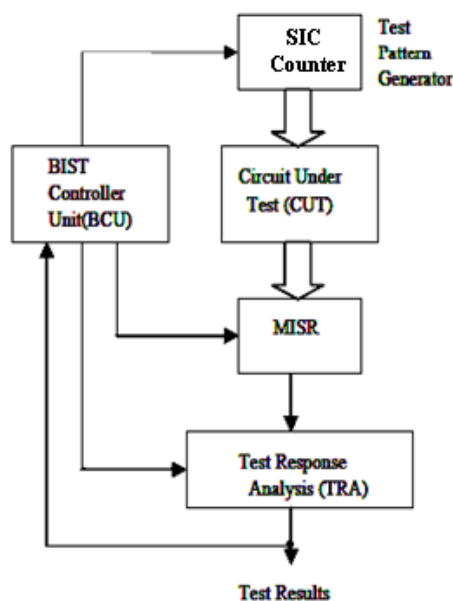 SIC
Counter
Test
Pattern
Generator
BIST
Controller
Unit(BCU)
Circuit Under
Test (CUT)
MISR
Test Response
Analysis (TRA)
Test Results